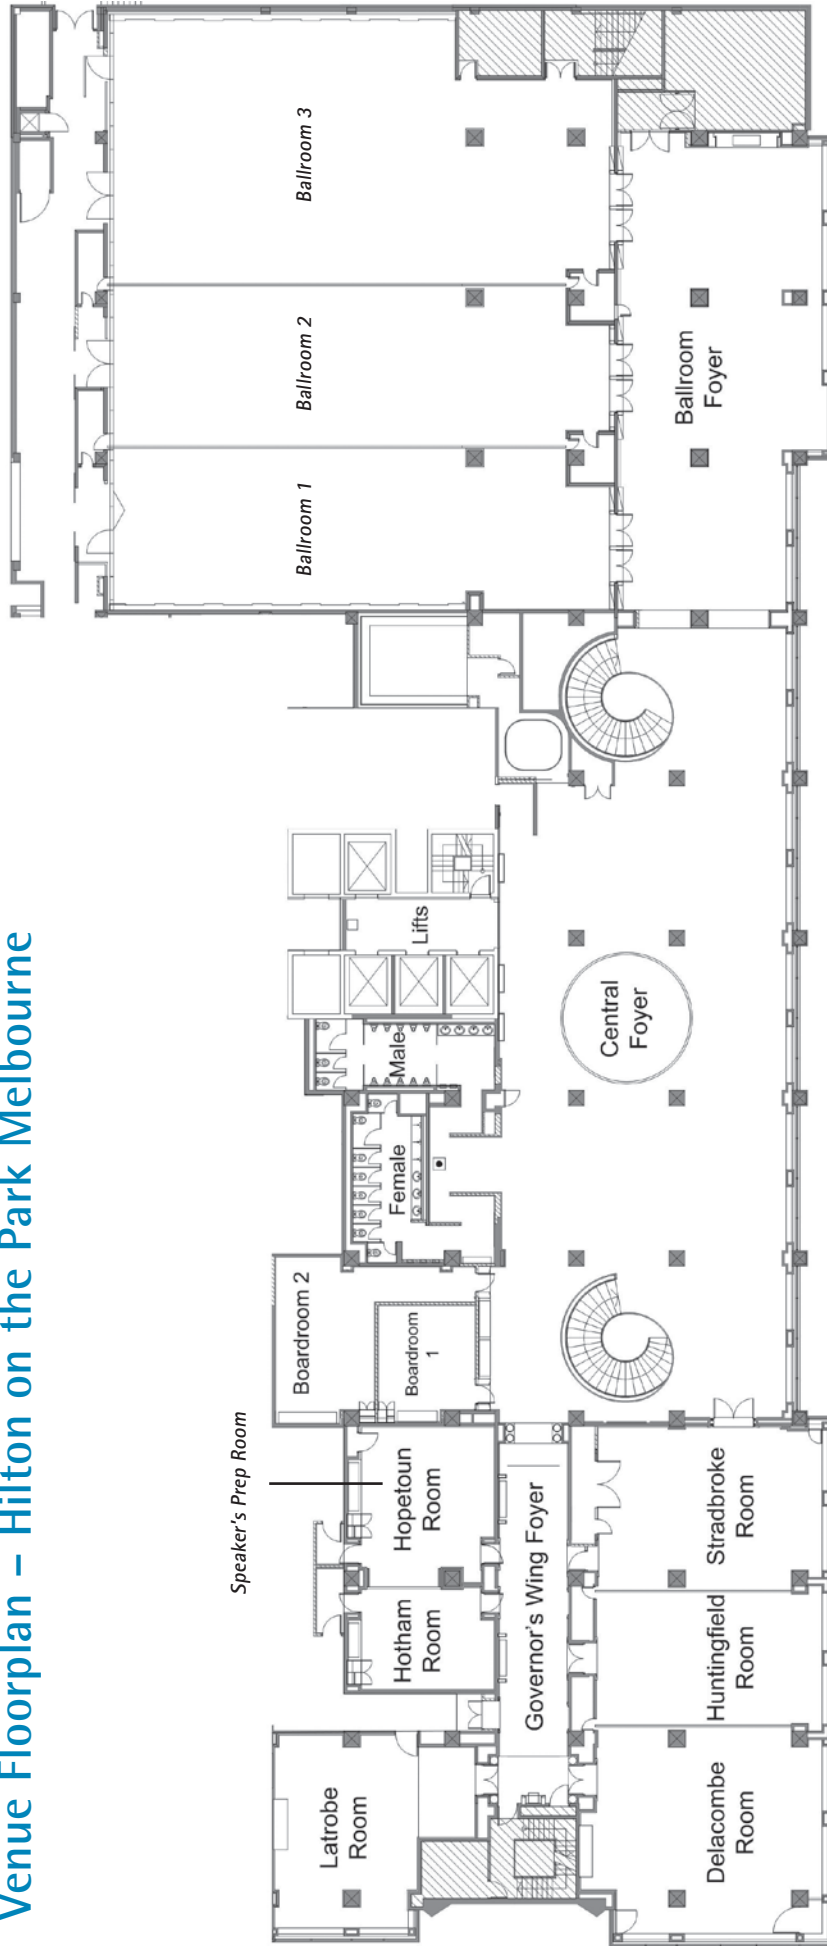 Venue Floorplan – Hilton on the Park Melbourne
Speaker's Prep Room
Latrobe
Room
Hotham
Room
Hopetoun
Room
Boardroom 2
Boardroom
1
Female
Male
Lifts
Governor's Wing Foyer
Central
Foyer
Delacombe
Room
Huntingfield
Room
Stradbroke
Room
Ballroom 1
Ballroom 2
Ballroom 3
Ballroom
Foyer